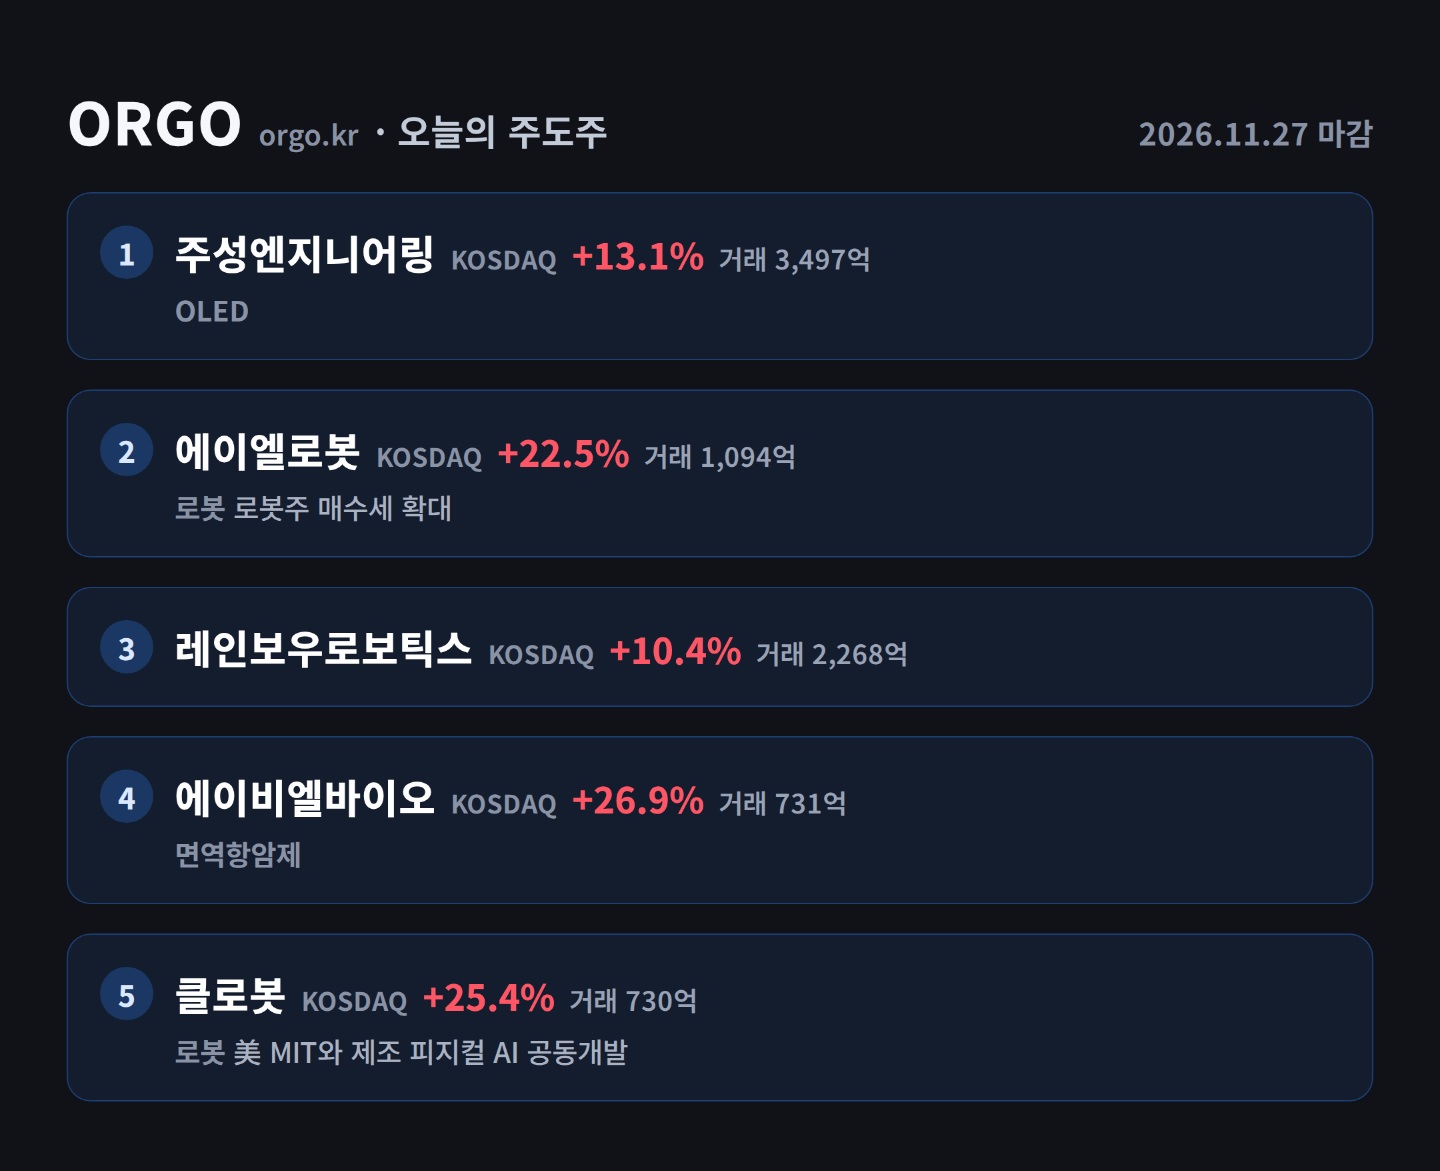 ORGO orgo.kr · 오늘의 주도주 2026.11.27 마감
1 주성엔지니어링 KOSDAQ +13.1% 거래 3,497억
OLED
2 에이엘로봇 KOSDAQ +22.5% 거래 1,094억
로봇 로봇주 매수세 확대
3 레인보우로보틱스 KOSDAQ +10.4% 거래 2,268억
4 에이비엘바이오 KOSDAQ +26.9% 거래 731억
면역항암제
5 클로봇 KOSDAQ +25.4% 거래 730억
로봇 美 MIT와 제조 피지컬 AI 공동개발